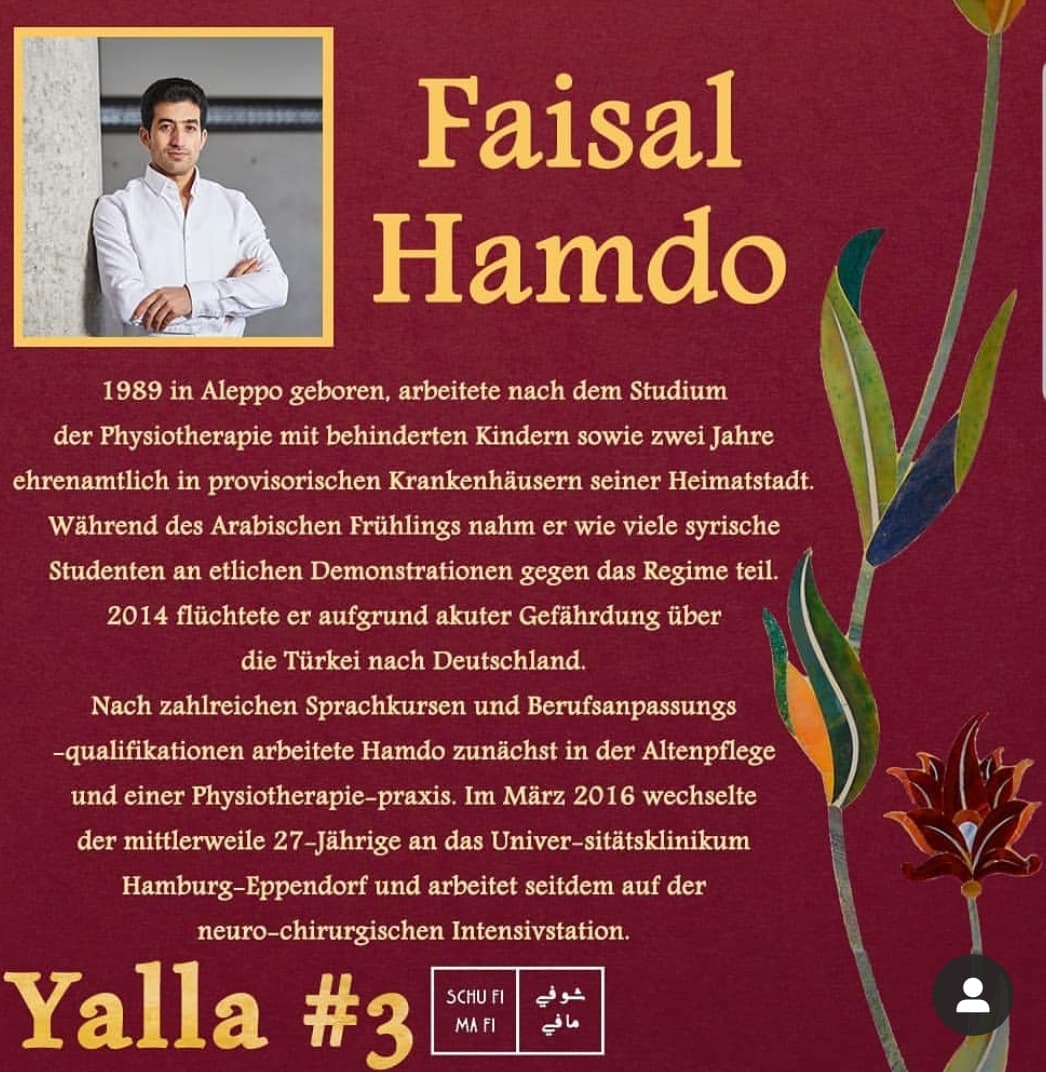 Faisal
Hamdo
1989 in Aleppo geboren, arbeitete nach dem Studium
der Physiotherapie mit behinderten Kindern sowie zwei Jahre
ehrenamtlich in provisorischen Krankenhäusern seiner Heimatstadt.
Während des Arabischen Frühlings nahm er wie viele syrische
Studenten an etlichen Demonstrationen gegen das Regime teil.
2014 flüchtete er aufgrund akuter Gefährdung über
die Türkei nach Deutschland.
Nach zahlreichen Sprachkursen und Berufsanpassungs
-qualifikationen arbeitete Hamdo zunächst in der Altenpflege
und einer Physiotherapie-praxis. Im März 2016 wechselte
der mittlerweile 27-Jährige an das Univer-sitätsklinikum
Hamburg-Eppendorf und arbeitet seitdem auf der
neuro-chirurgischen Intensivstation.
Yalla #3
SCHU FI
MA FI
شو في
ما في